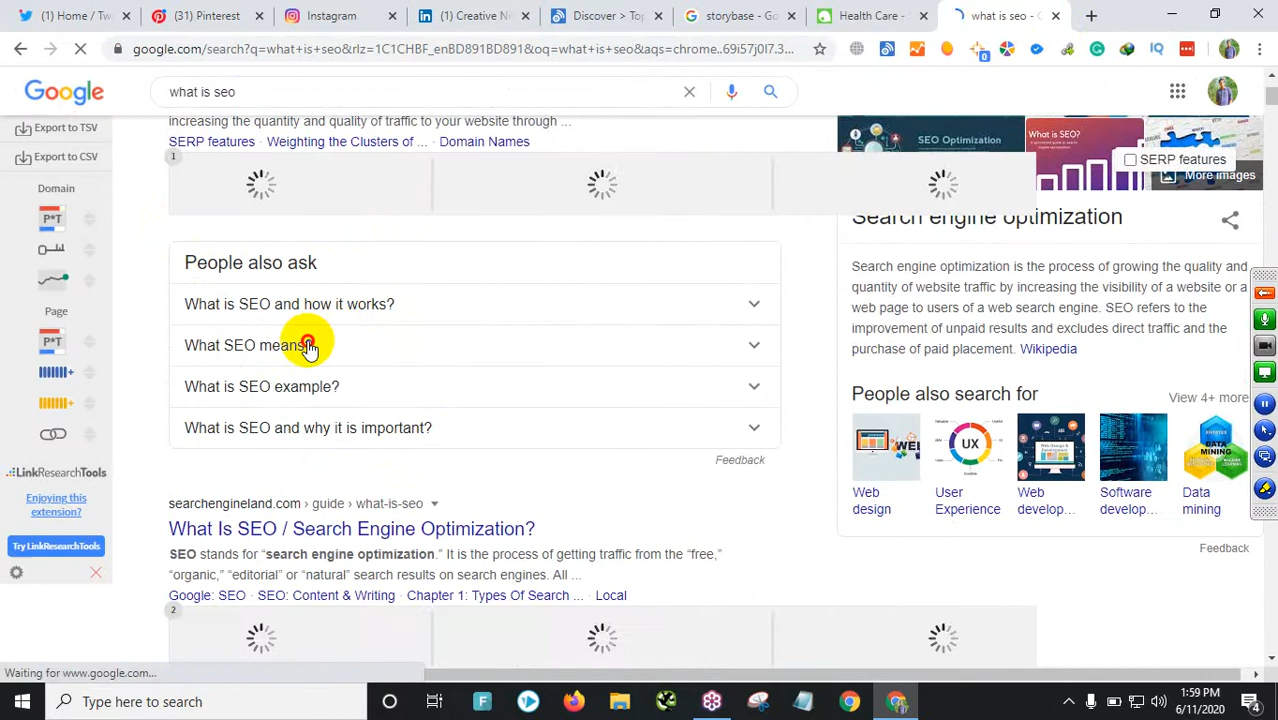 (1) Home / Tw
(31) Pinterest
Instagram
(1) Creative N
Discover > Top
storybase - Go
Health Care -
what is seo - G
google.com/search?q=what+is+seo&rlz=1C1CHBF_enBD891BD891&oq=what+is+seo&aqs=chrome..69i57j0l7.3...
0
IQ
Google
what is seo
Export to TSV
Export to CSV
Domain
P*T
Page
P*T
LinkResearchTools
Enjoying this
extension?
Try LinkResearchTools
increasing the quantity and quality of traffic to your website through ...
SERP features · Weighting the Clusters of ... · Domain Names
1
People also ask
What is SEO and how it works?
What SEO means?
What is SEO example?
What is SEO and why it is important?
Feedback
searchengineland.com › guide › what-is-seo
What Is SEO / Search Engine Optimization?
SEO stands for “search engine optimization.” It is the process of getting traffic from the “free,”
“organic,” “editorial” or “natural” search results on search engines. All ...
Google: SEO · SEO: Content & Writing · Chapter 1: Types Of Search ... · Local
2
SEO Optimization
What is SEO?
SERP features
More images
Search engine optimization
Search engine optimization is the process of growing the quality and
quantity of website traffic by increasing the visibility of a website or a
web page to users of a web search engine. SEO refers to the
improvement of unpaid results and excludes direct traffic and the
purchase of paid placement. Wikipedia
People also search for
View 4+ more
UX
DATA
MINING
Web
design
User
Experience
Web
develop...
Software
develop...
Data
mining
Feedback
Waiting for www.google.com...
Type here to search
1:59 PM
6/11/2020
4